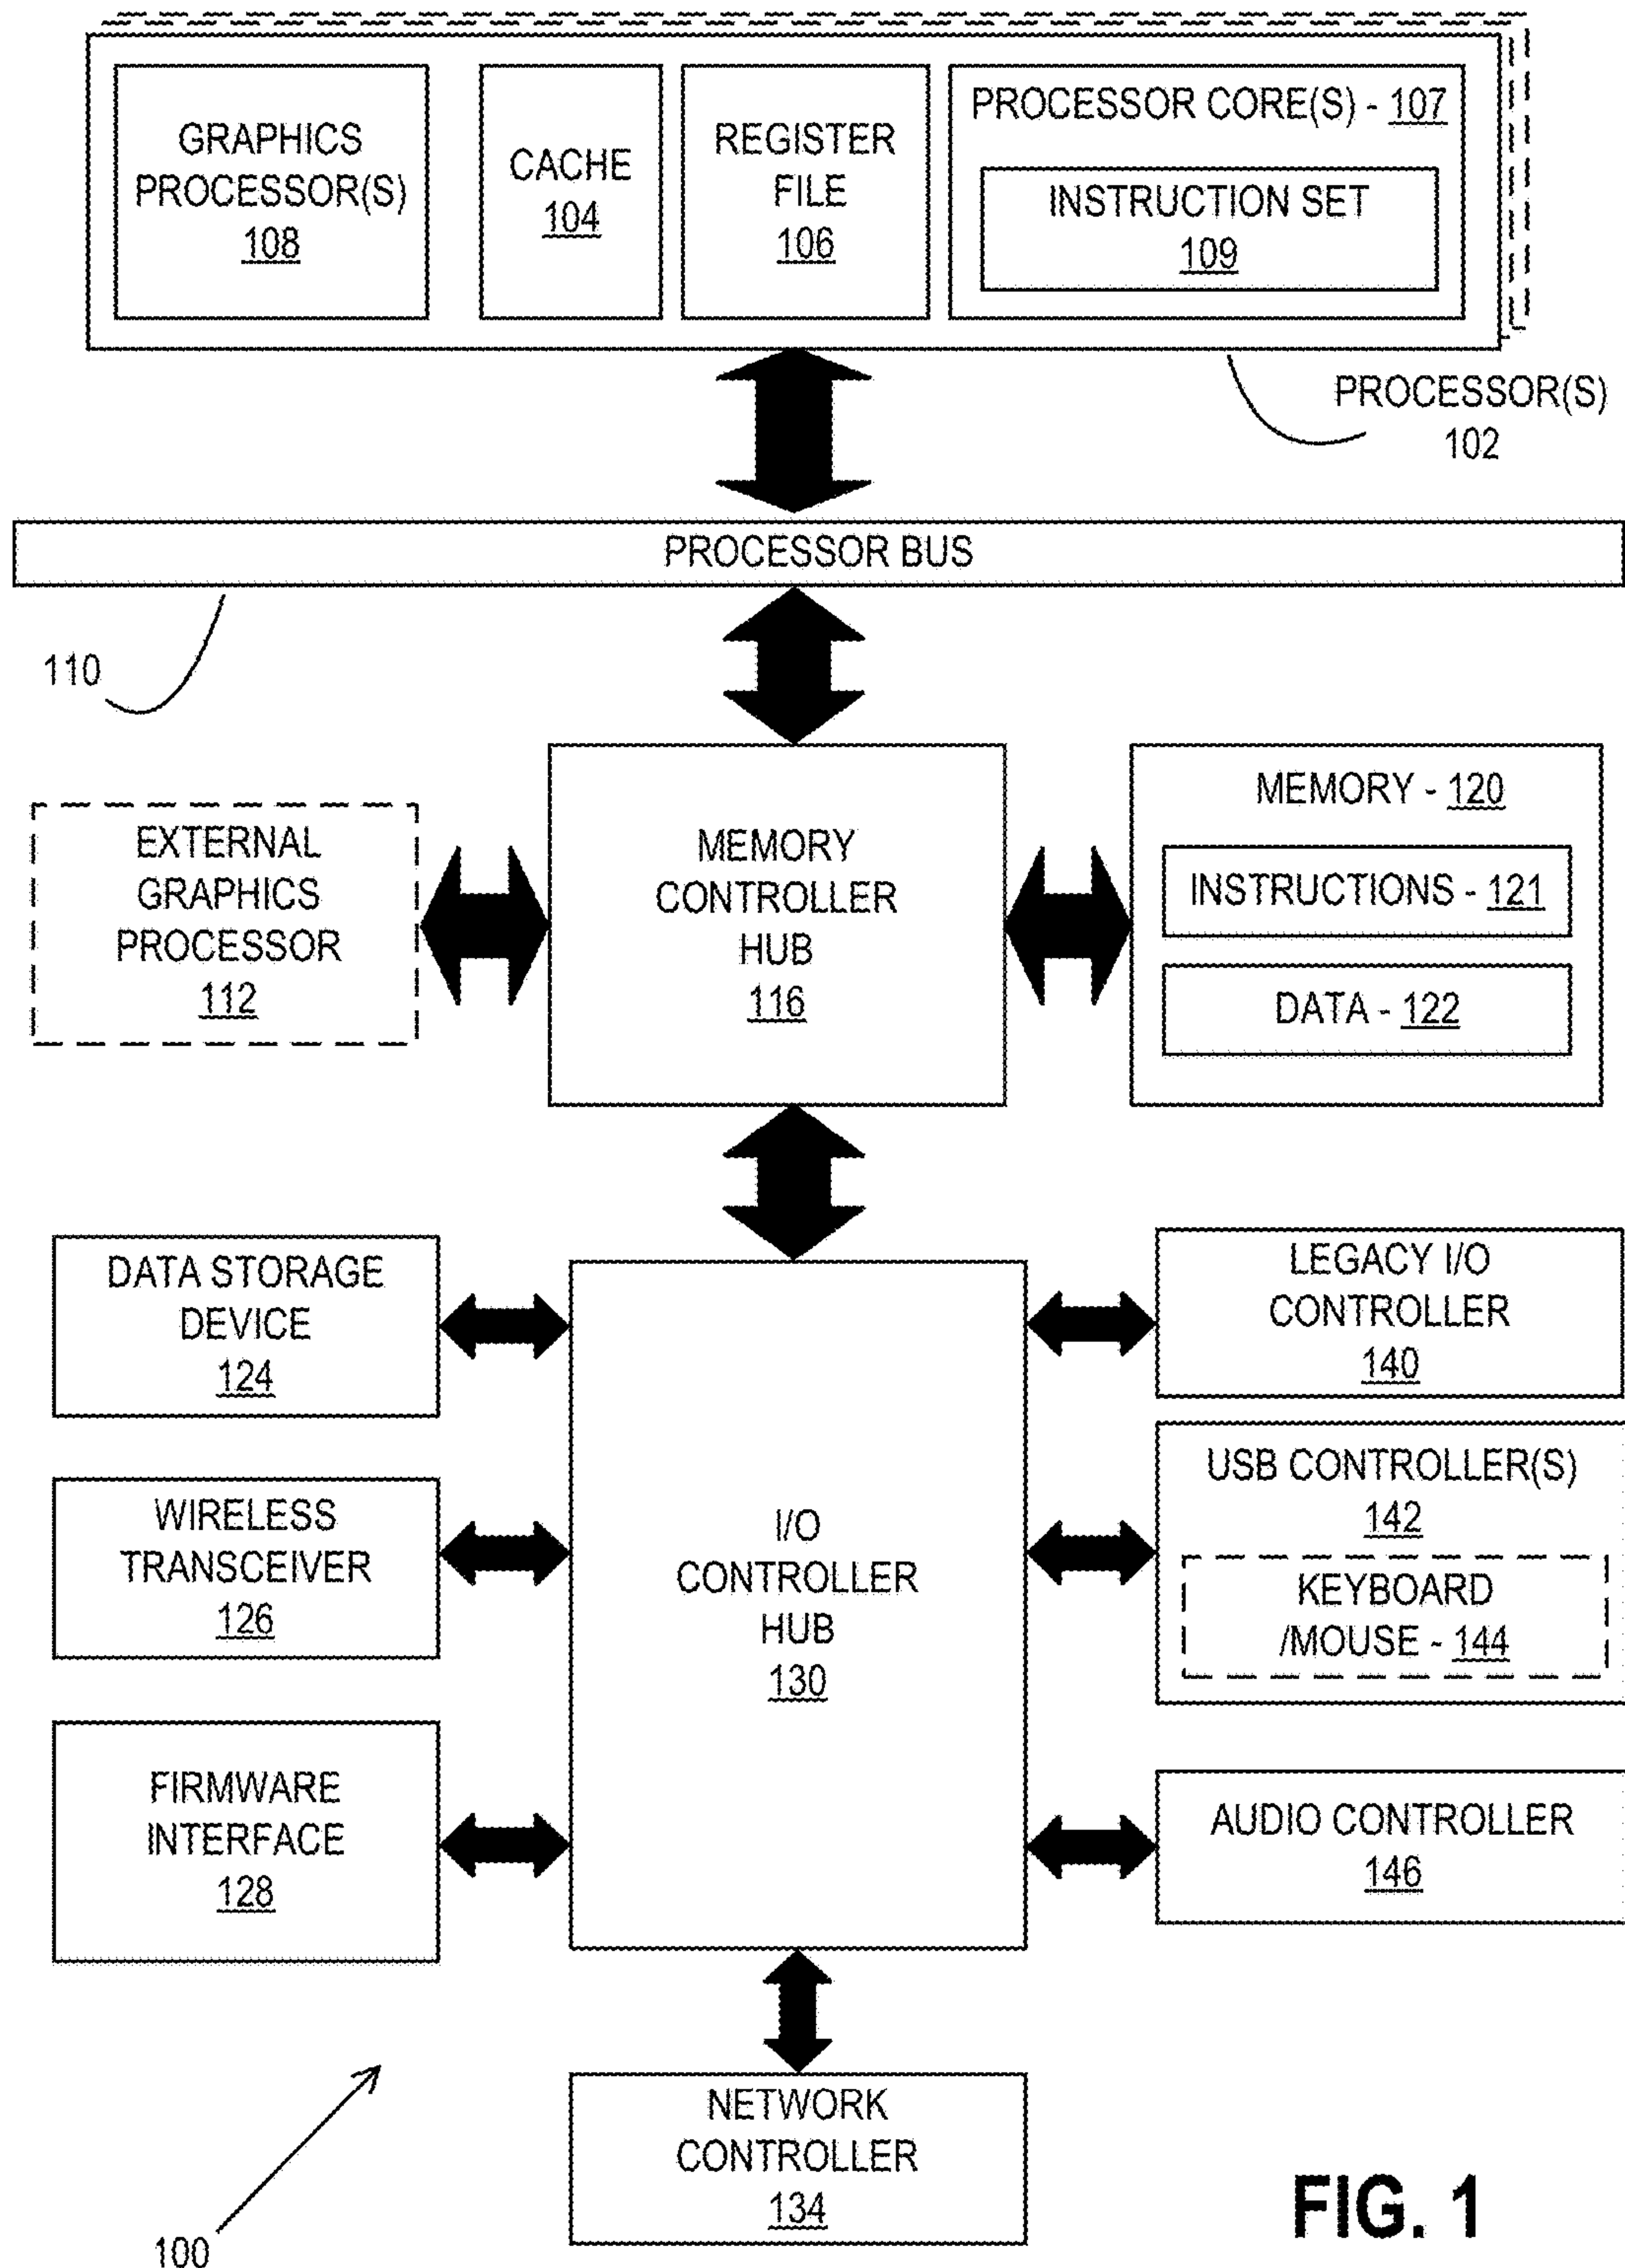 GRAPHICS
PROCESSOR(S)
108
CACHE
104
REGISTER
FILE
106
PROCESSOR CORE(S) - 107
INSTRUCTION SET
109
PROCESSOR(S)
102
PROCESSOR BUS
110
EXTERNAL
GRAPHICS
PROCESSOR
112
MEMORY
CONTROLLER
HUB
116
MEMORY - 120
INSTRUCTIONS - 121
DATA - 122
DATA STORAGE
DEVICE
124
WIRELESS
TRANSCEIVER
126
FIRMWARE
INTERFACE
128
I/O
CONTROLLER
HUB
130
LEGACY I/O
CONTROLLER
140
USB CONTROLLER(S)
142
KEYBOARD
/MOUSE - 144
AUDIO CONTROLLER
146
NETWORK
CONTROLLER
134
100
FIG. 1